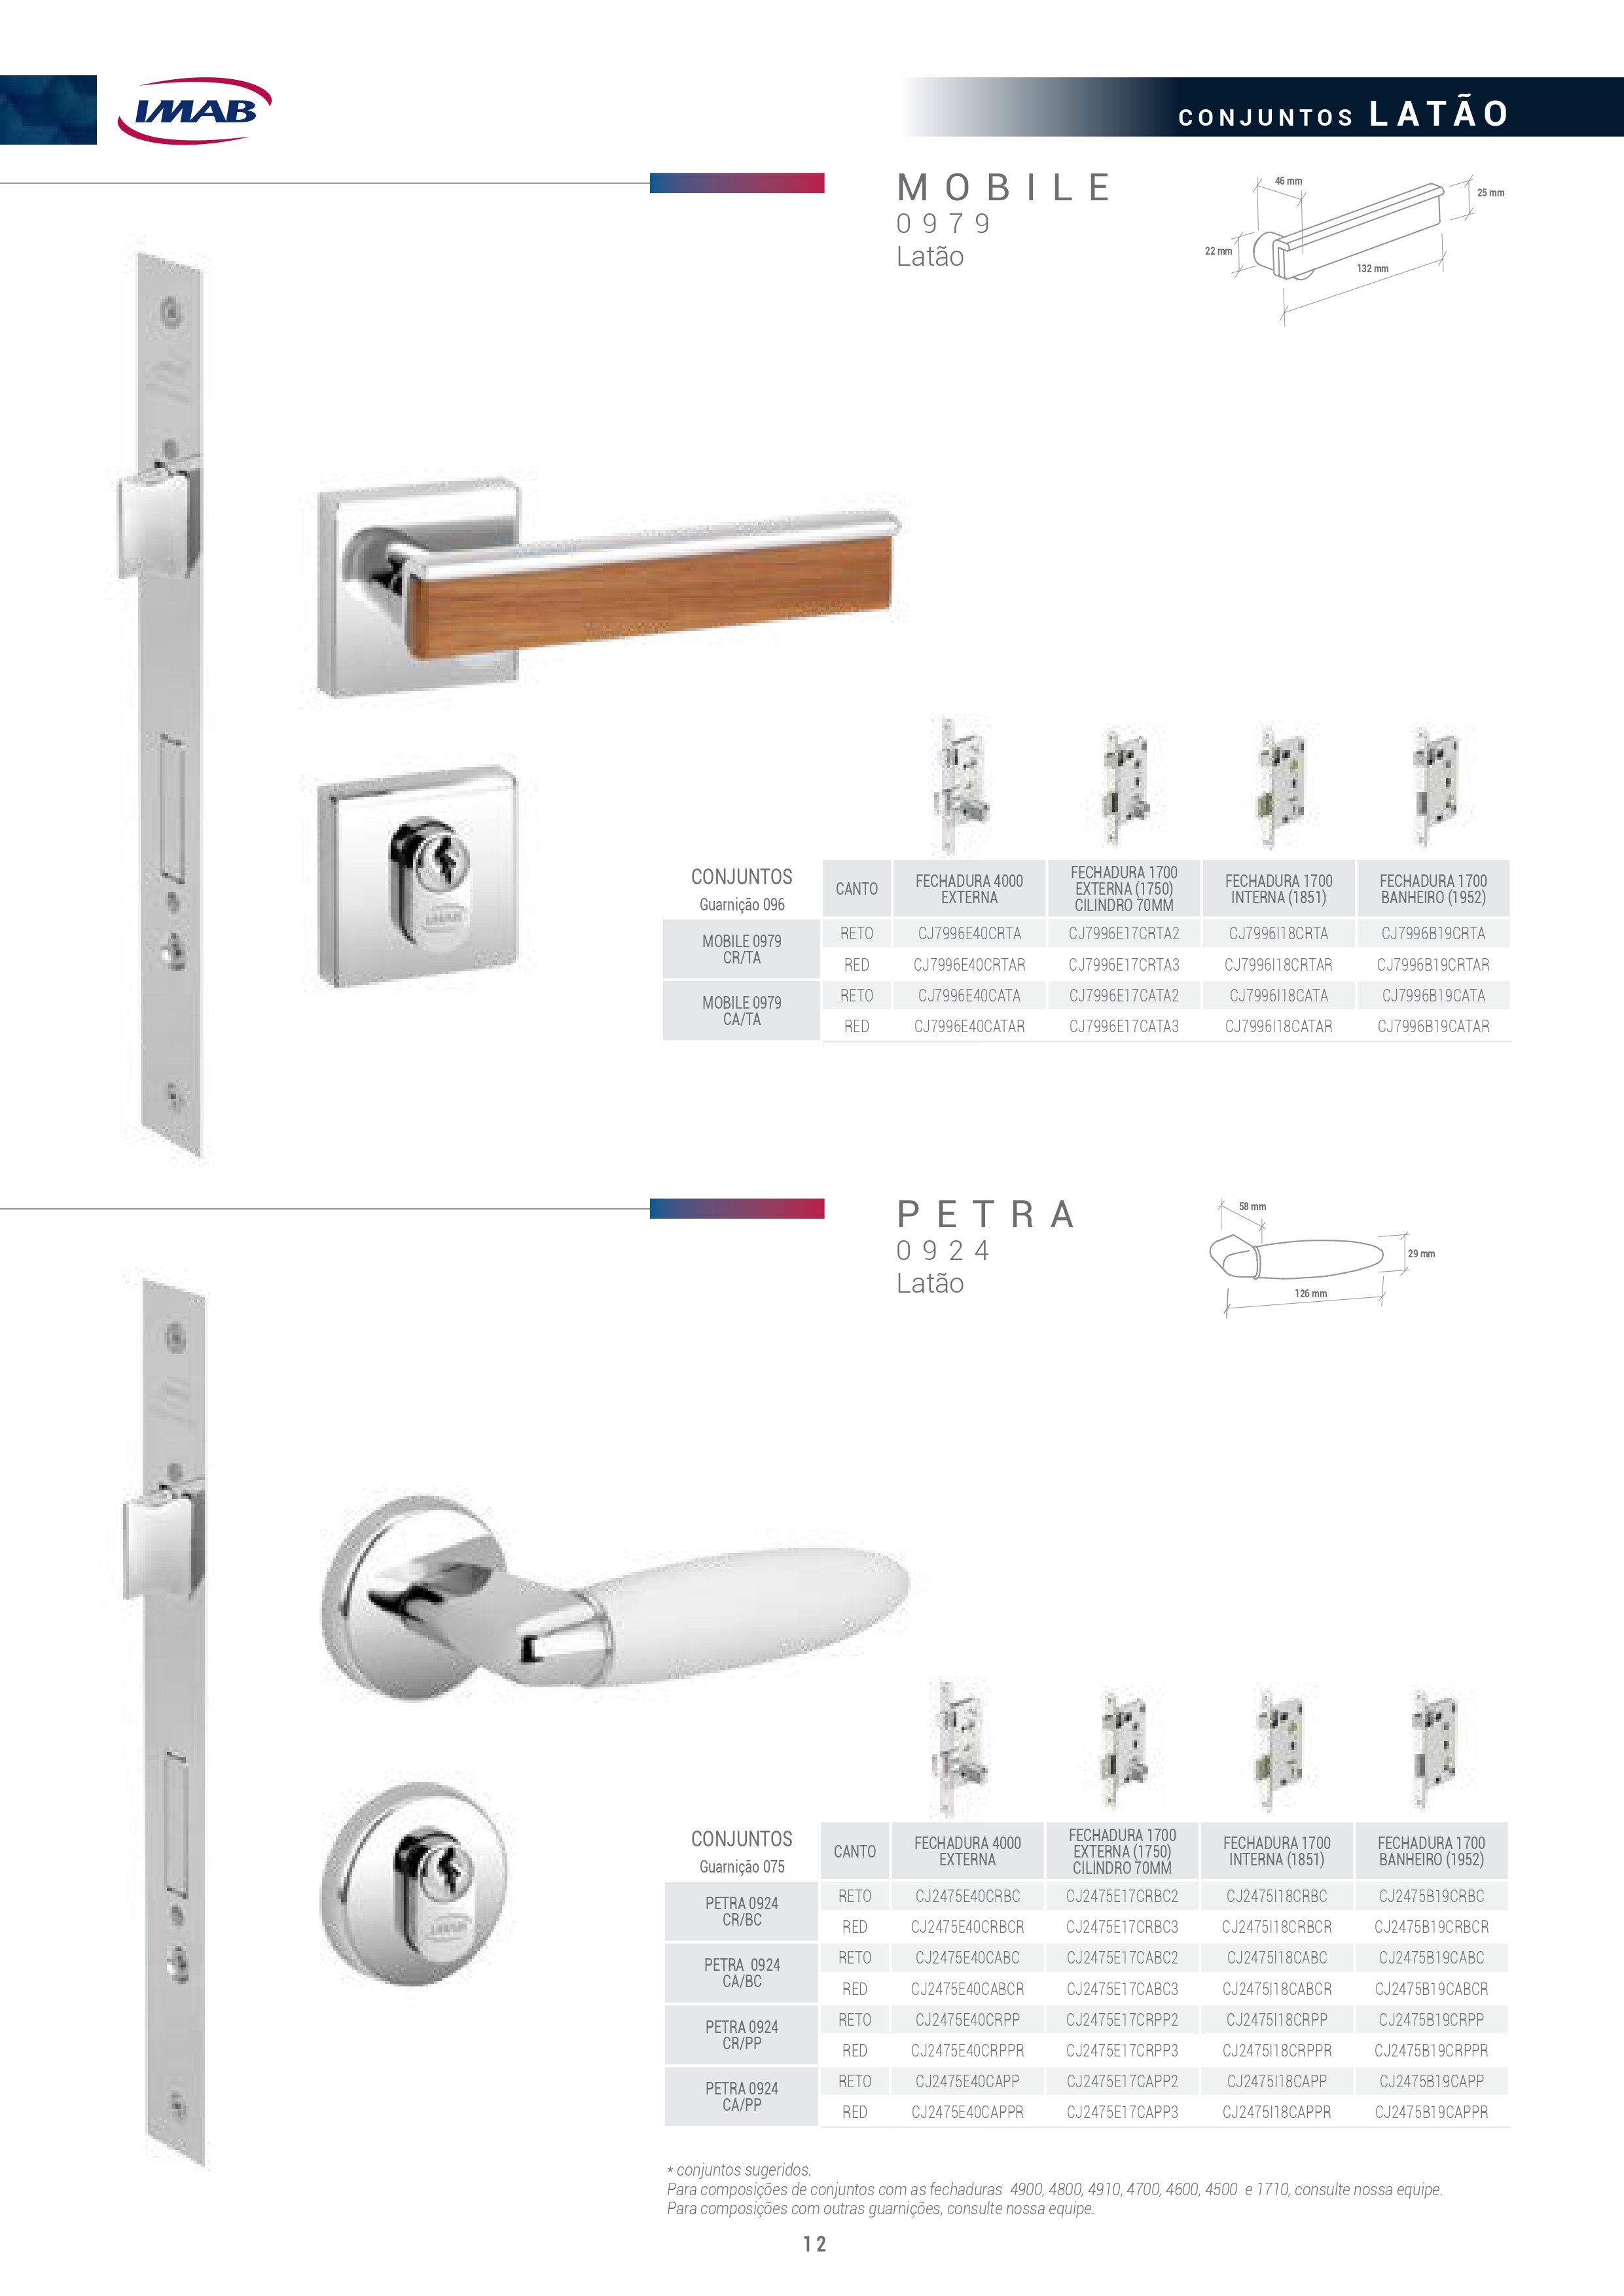 IMAB
CONJUNTOS LATÃO
MOBILE
0979
Latão
46 mm
25 mm
22 mm
132 mm
CONJUNTOS
Guarnição 096
CANTO
FECHADURA 4000
EXTERNA
FECHADURA 1700
EXTERNA (1750)
CILINDRO 70MM
FECHADURA 1700
INTERNA (1851)
FECHADURA 1700
BANHEIRO (1952)
MOBILE 0979
CR/TA
RETO CJ7996E40CRTA CJ7996E17CRTA2 CJ7996I18CRTA CJ7996B19CRTA
RED CJ7996E40CRTAR CJ7996E17CRTA3 CJ7996I18CRTAR CJ7996B19CRTAR
MOBILE 0979
CA/TA
RETO CJ7996E40CATA CJ7996E17CATA2 CJ7996I18CATA CJ7996B19CATA
RED CJ7996E40CATAR CJ7996E17CATA3 CJ7996I18CATAR CJ7996B19CATAR
PETRA
0924
Latão
58 mm
29 mm
126 mm
IMAB
CONJUNTOS
Guarnição 075
CANTO
FECHADURA 4000
EXTERNA
FECHADURA 1700
EXTERNA (1750)
CILINDRO 70MM
FECHADURA 1700
INTERNA (1851)
FECHADURA 1700
BANHEIRO (1952)
PETRA 0924
CR/BC
RETO CJ2475E40CRBC CJ2475E17CRBC2 CJ2475I18CRBC CJ2475B19CRBC
RED CJ2475E40CRBCR CJ2475E17CRBC3 CJ2475I18CRBCR CJ2475B19CRBCR
PETRA 0924
CA/BC
RETO CJ2475E40CABC CJ2475E17CABC2 CJ2475I18CABC CJ2475B19CABC
RED CJ2475E40CABCR CJ2475E17CABC3 CJ2475I18CABCR CJ2475B19CABCR
PETRA 0924
CR/PP
RETO CJ2475E40CRPP CJ2475E17CRPP2 CJ2475I18CRPP CJ2475B19CRPP
RED CJ2475E40CRPPR CJ2475E17CRPP3 CJ2475I18CRPPR CJ2475B19CRPPR
PETRA 0924
CA/PP
RETO CJ2475E40CAPP CJ2475E17CAPP2 CJ2475I18CAPP CJ2475B19CAPP
RED CJ2475E40CAPPR CJ2475E17CAPP3 CJ2475I18CAPPR CJ2475B19CAPPR
* conjuntos sugeridos.
Para composições de conjuntos com as fechaduras 4900, 4800, 4910, 4700, 4600, 4500 e 1710, consulte nossa equipe.
Para composições com outras guarnições, consulte nossa equipe.
12